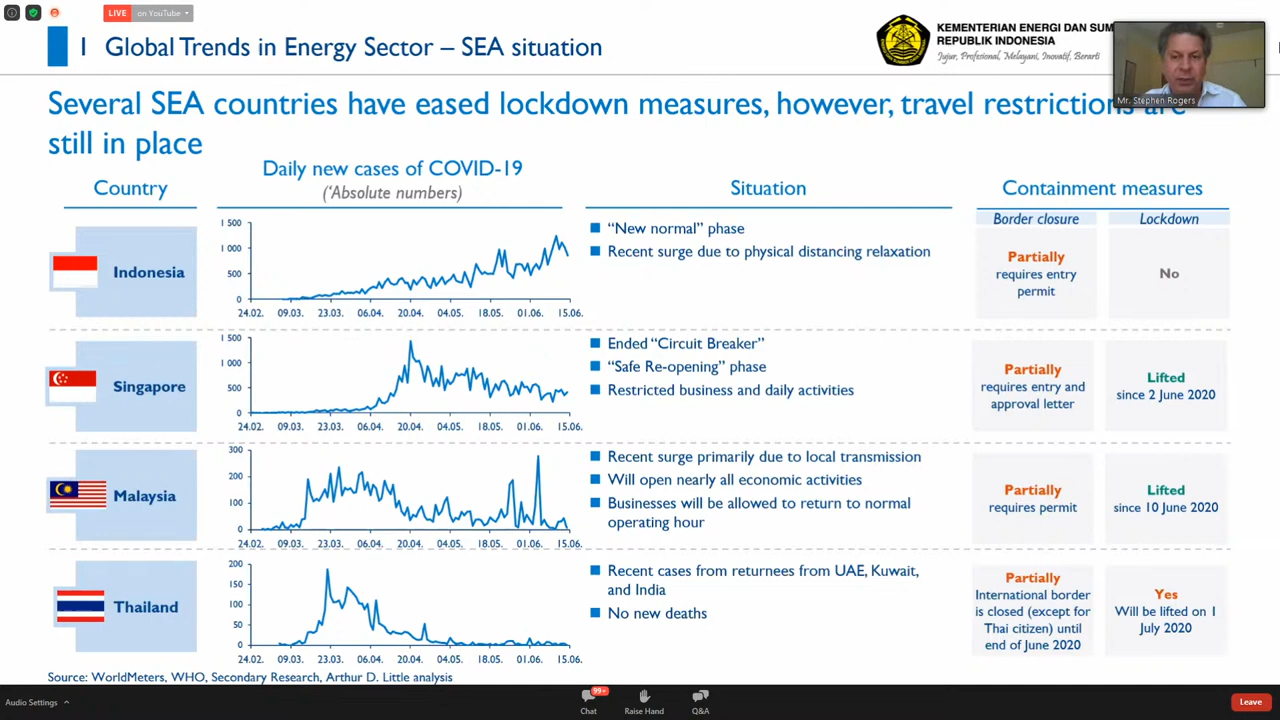 LIVE on YouTube
I Global Trends in Energy Sector – SEA situation
KEMENTERIAN ENERGI DAN SUM
REPUBLIK INDONESIA
Jujur, Profesional, Melayani, Inovatif, Berarti
Mr. Stephen Rogers
Several SEA countries have eased lockdown measures, however, travel restrictions are
still in place
Country
Daily new cases of COVID-19
(‘Absolute numbers)
Situation
Containment measures
Border closure
Lockdown
Indonesia
1 500
1 000
500
0
24.02. 09.03. 23.03. 06.04. 20.04. 04.05. 18.05. 01.06. 15.06.
“New normal” phase
Recent surge due to physical distancing relaxation
Partially
requires entry
permit
No
Singapore
1 500
1 000
500
0
24.02. 09.03. 23.03. 06.04. 20.04. 04.05. 18.05. 01.06. 15.06.
Ended “Circuit Breaker”
“Safe Re-opening” phase
Restricted business and daily activities
Partially
requires entry and
approval letter
Lifted
since 2 June 2020
Malaysia
300
200
100
0
24.02. 09.03. 23.03. 06.04. 20.04. 04.05. 18.05. 01.06. 15.06.
Recent surge primarily due to local transmission
Will open nearly all economic activities
Businesses will be allowed to return to normal
operating hour
Partially
requires permit
Lifted
since 10 June 2020
Thailand
200
150
100
50
0
24.02. 09.03. 23.03. 06.04. 20.04. 04.05. 18.05. 01.06. 15.06.
Recent cases from returnees from UAE, Kuwait,
and India
No new deaths
Partially
International border
is closed (except for
Thai citizen) until
end of June 2020
Yes
Will be lifted on 1
July 2020
Source: WorldMeters, WHO, Secondary Research, Arthur D. Little analysis
Audio Settings
99+
Chat
Raise Hand
Q&A
Leave